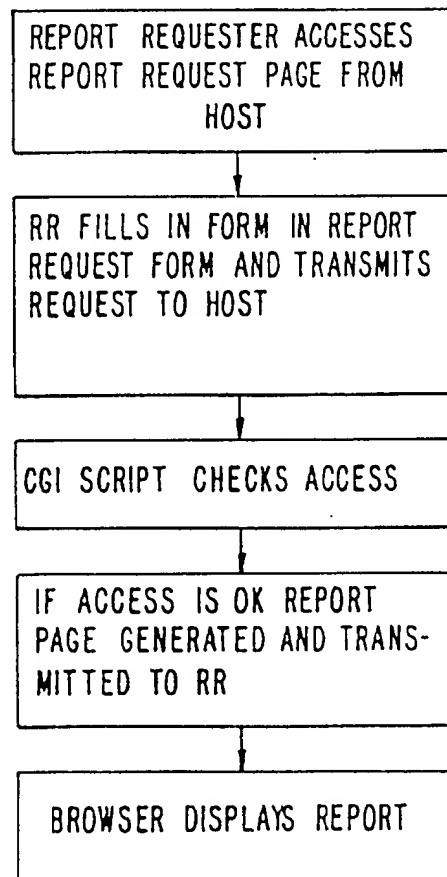 REPORT REQUESTER ACCESSES
REPORT REQUEST PAGE FROM
HOST
RR FILLS IN FORM IN REPORT
REQUEST FORM AND TRANSMITS
REQUEST TO HOST
CGI SCRIPT CHECKS ACCESS
IF ACCESS IS OK REPORT
PAGE GENERATED AND TRANS-
MITTED TO RR
BROWSER DISPLAYS REPORT